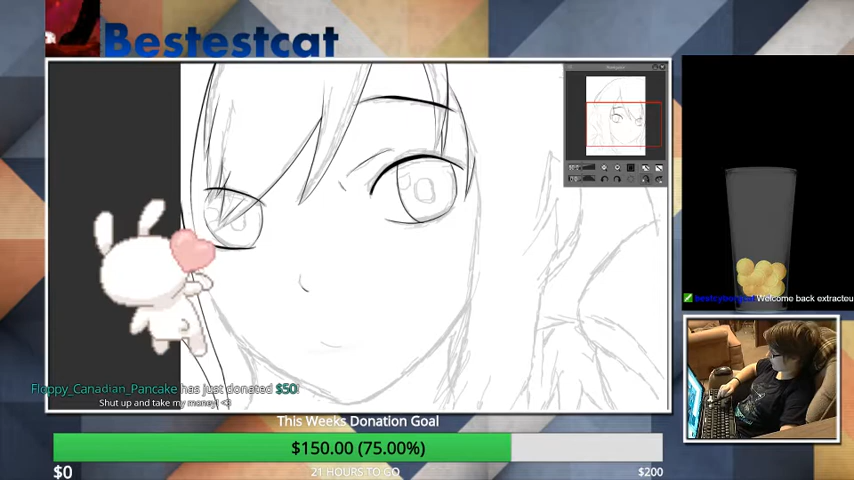 Bestestcat
Welcome back extracteu
Floppy_Canadian_Pancake has just donated $50!
Shut up and take my money! <3
This Weeks Donation Goal
$150.00 (75.00%)
$0
21 HOURS TO GO
$200